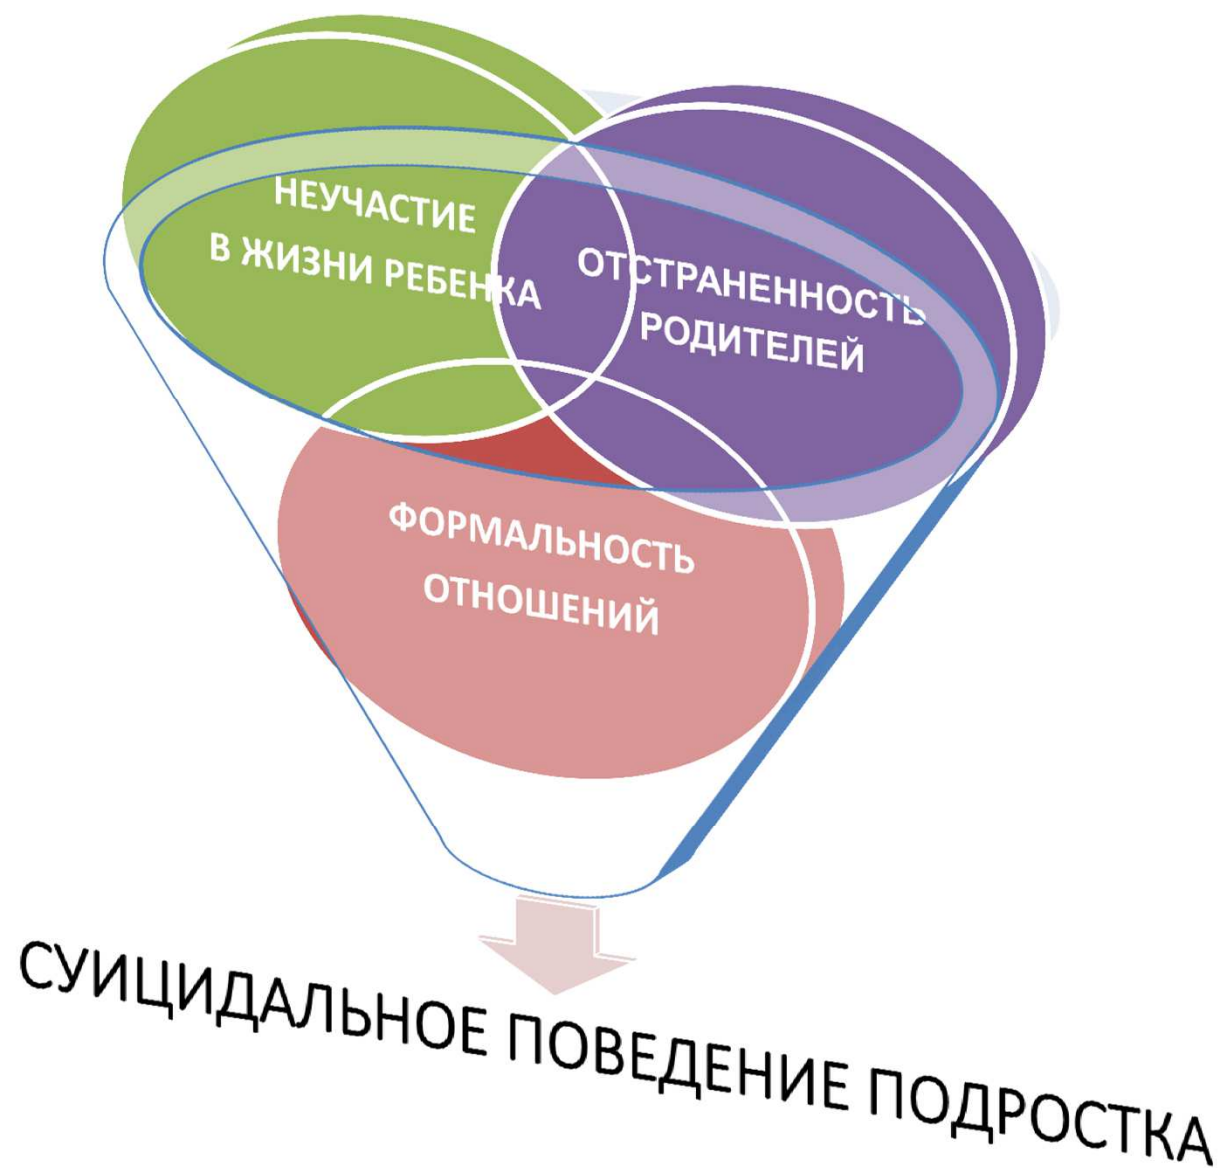 НЕУЧАСТИЕ
В ЖИЗНИ РЕБЕНКА
ОТСТРАНЕННОСТЬ
РОДИТЕЛЕЙ
ФОРМАЛЬНОСТЬ
ОТНОШЕНИЙ
СУИЦИДАЛЬНОЕ ПОВЕДЕНИЕ ПОДРОСТКА